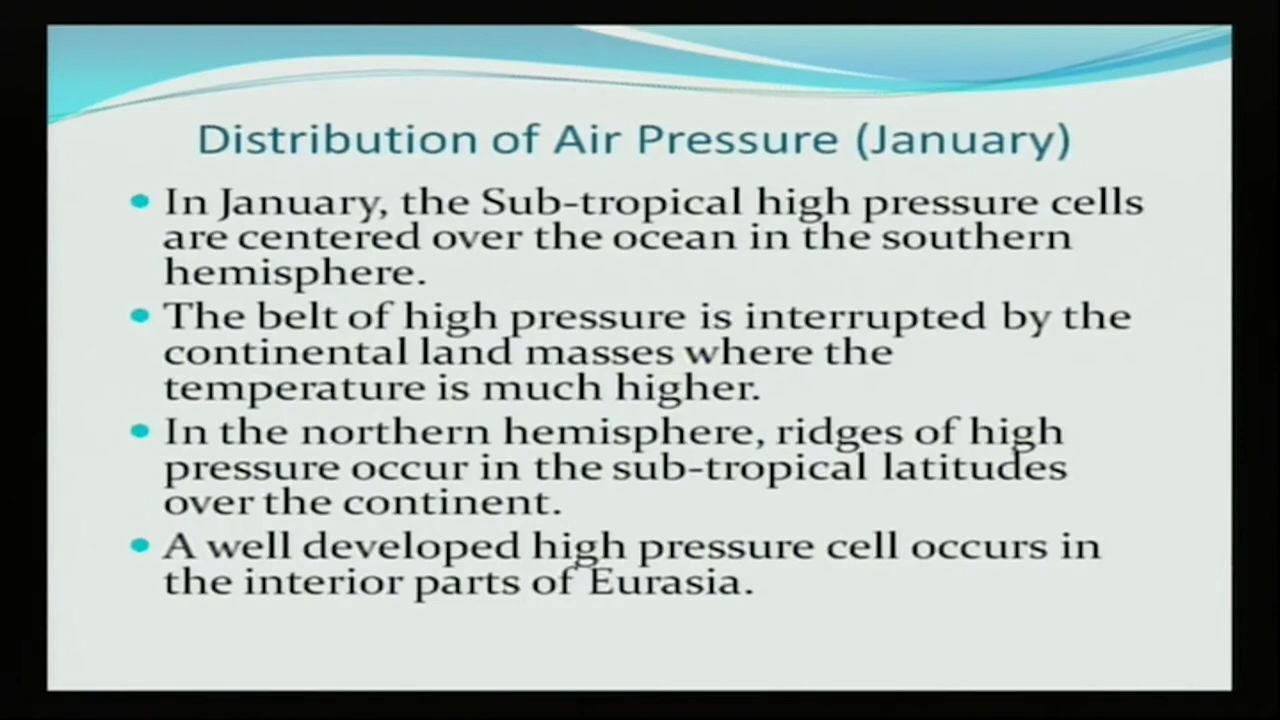 Distribution of Air Pressure (January)
• In January, the Sub-tropical high pressure cells
are centered over the ocean in the southern
hemisphere.
• The belt of high pressure is interrupted by the
continental land masses where the
temperature is much higher.
• In the northern hemisphere, ridges of high
pressure occur in the sub-tropical latitudes
over the continent.
• A well developed high pressure cell occurs in
the interior parts of Eurasia.